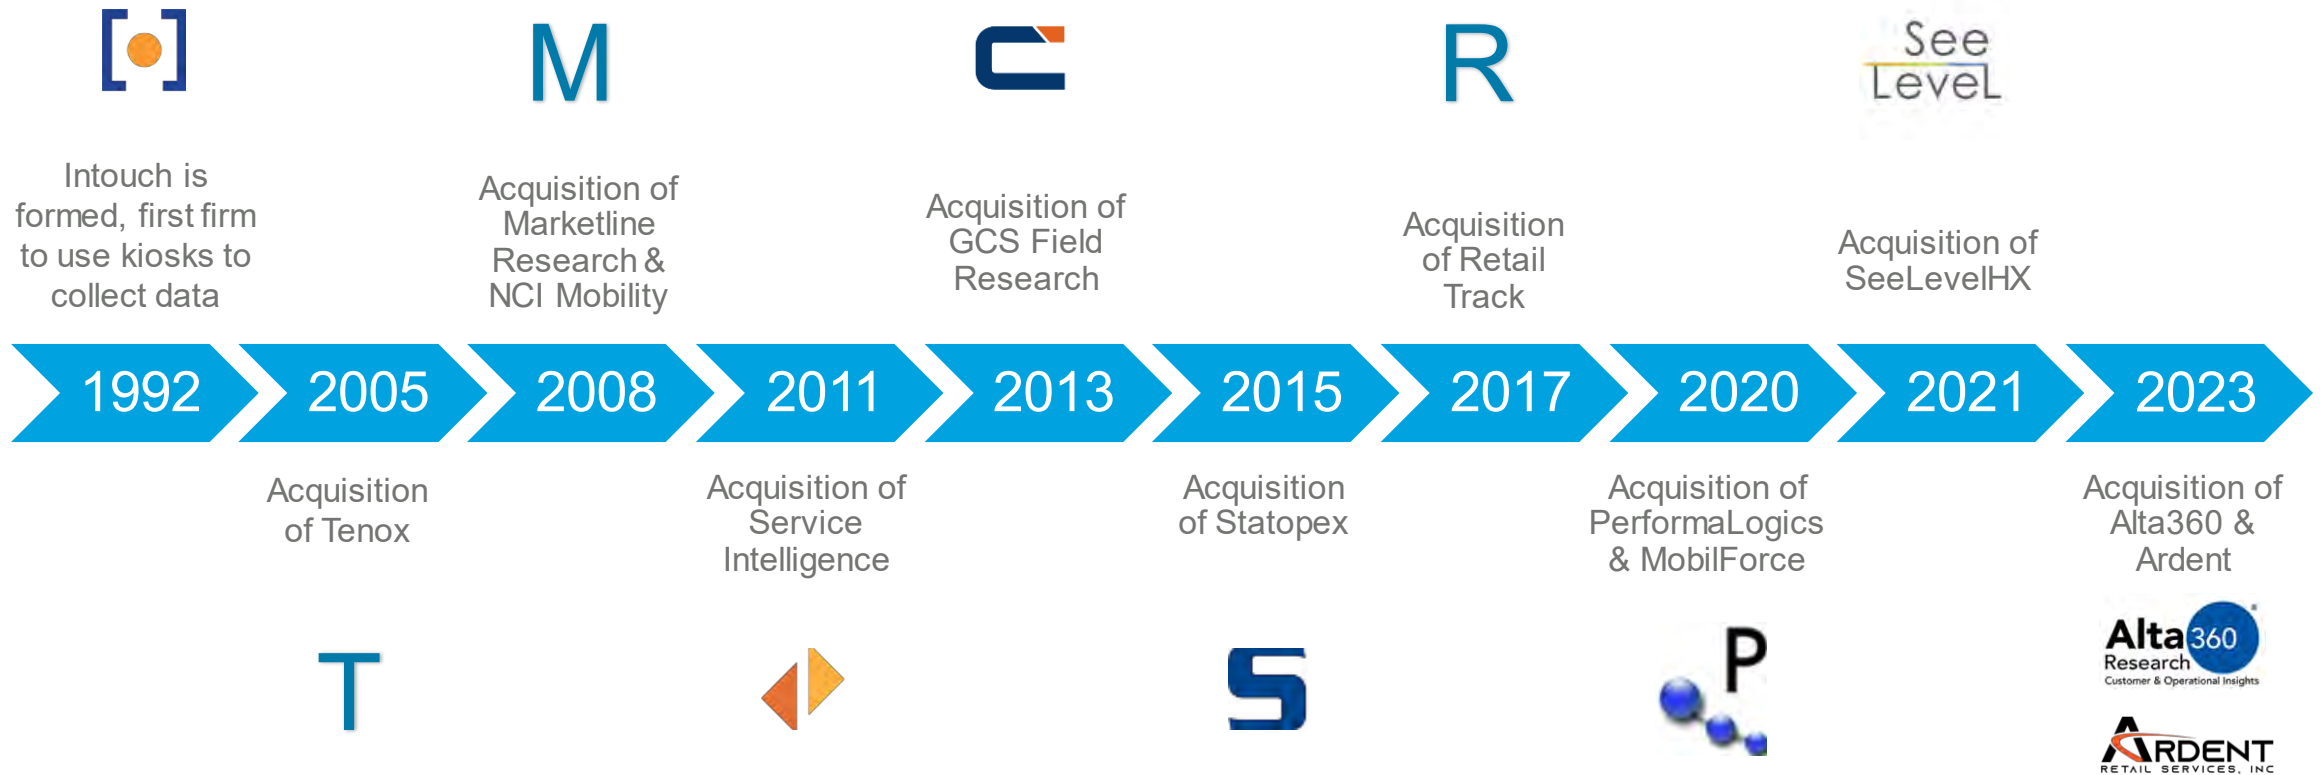 M
R
See
LeveL
Intouch is
formed, first firm
to use kiosks to
collect data
Acquisition of
Marketline
Research &
NCI Mobility
Acquisition of
GCS Field
Research
Acquisition
of Retail
Track
Acquisition of
SeeLevelHX
1992
2005
2008
2011
2013
2015
2017
2020
2021
2023
Acquisition
of Tenox
Acquisition of
Service
Intelligence
Acquisition
of Statopex
Acquisition of
PerformaLogics
& MobilForce
Acquisition of
Alta360 &
Ardent
T
S
P
Alta360
Research
Customer & Operational Insights
ARDENT
RETAIL SERVICES, INC